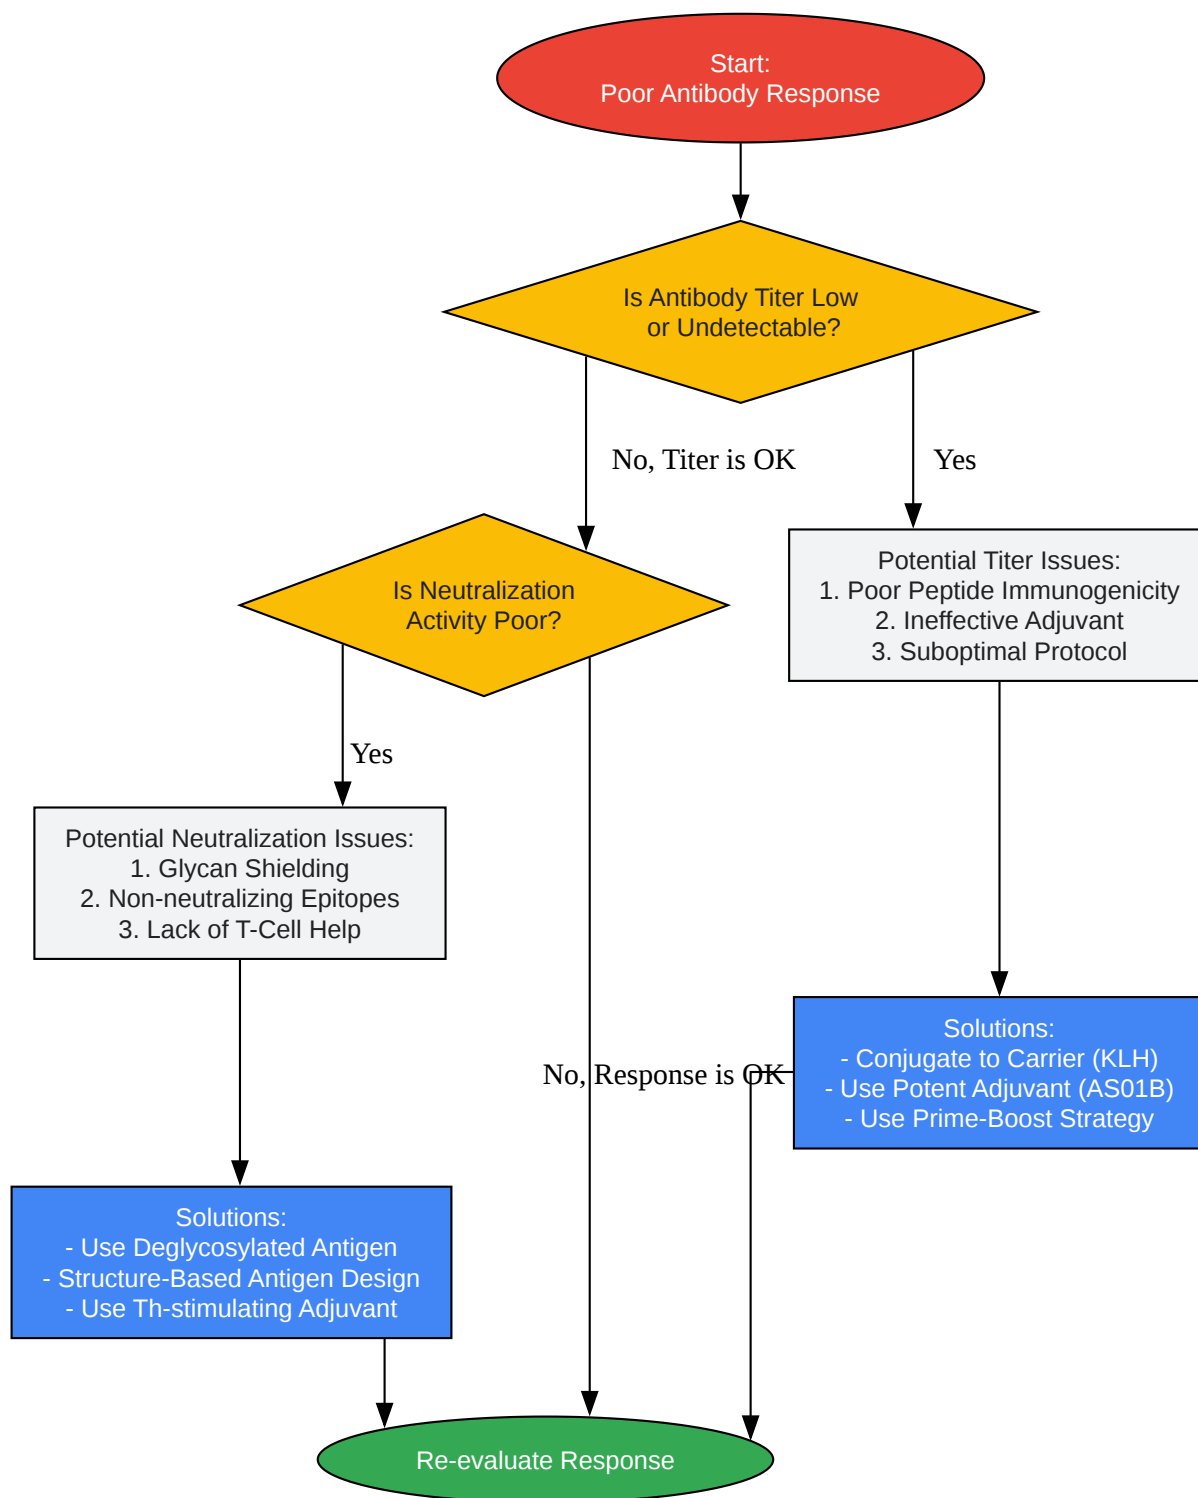 Start:
Poor Antibody Response
Is Antibody Titer Low
or Undetectable?
No, Titer is OK
Yes
Potential Titer Issues:
1. Poor Peptide Immunogenicity
2. Ineffective Adjuvant
3. Suboptimal Protocol
Is Neutralization
Activity Poor?
Yes
Potential Neutralization Issues:
1. Glycan Shielding
2. Non-neutralizing Epitopes
3. Lack of T-Cell Help
No, Response is OK
Solutions:
- Conjugate to Carrier (KLH)
- Use Potent Adjuvant (AS01B)
- Use Prime-Boost Strategy
Solutions:
- Use Deglycosylated Antigen
- Structure-Based Antigen Design
- Use Th-stimulating Adjuvant
Re-evaluate Response